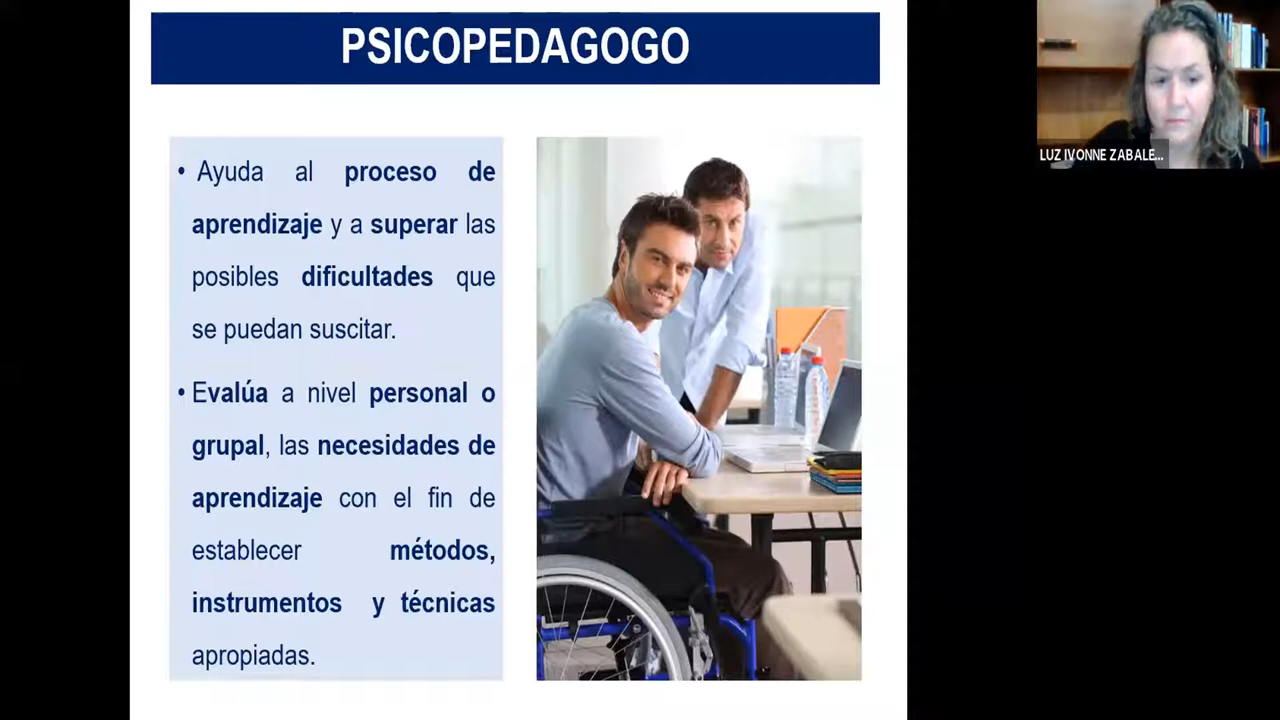 PSICOPEDAGOGO
• Ayuda al proceso de
aprendizaje y a superar las
posibles dificultades que
se puedan suscitar.
• Evalúa a nivel personal o
grupal, las necesidades de
aprendizaje con el fin de
establecer métodos,
instrumentos y técnicas
apropiadas.
LUZ IVONNE ZABALE...